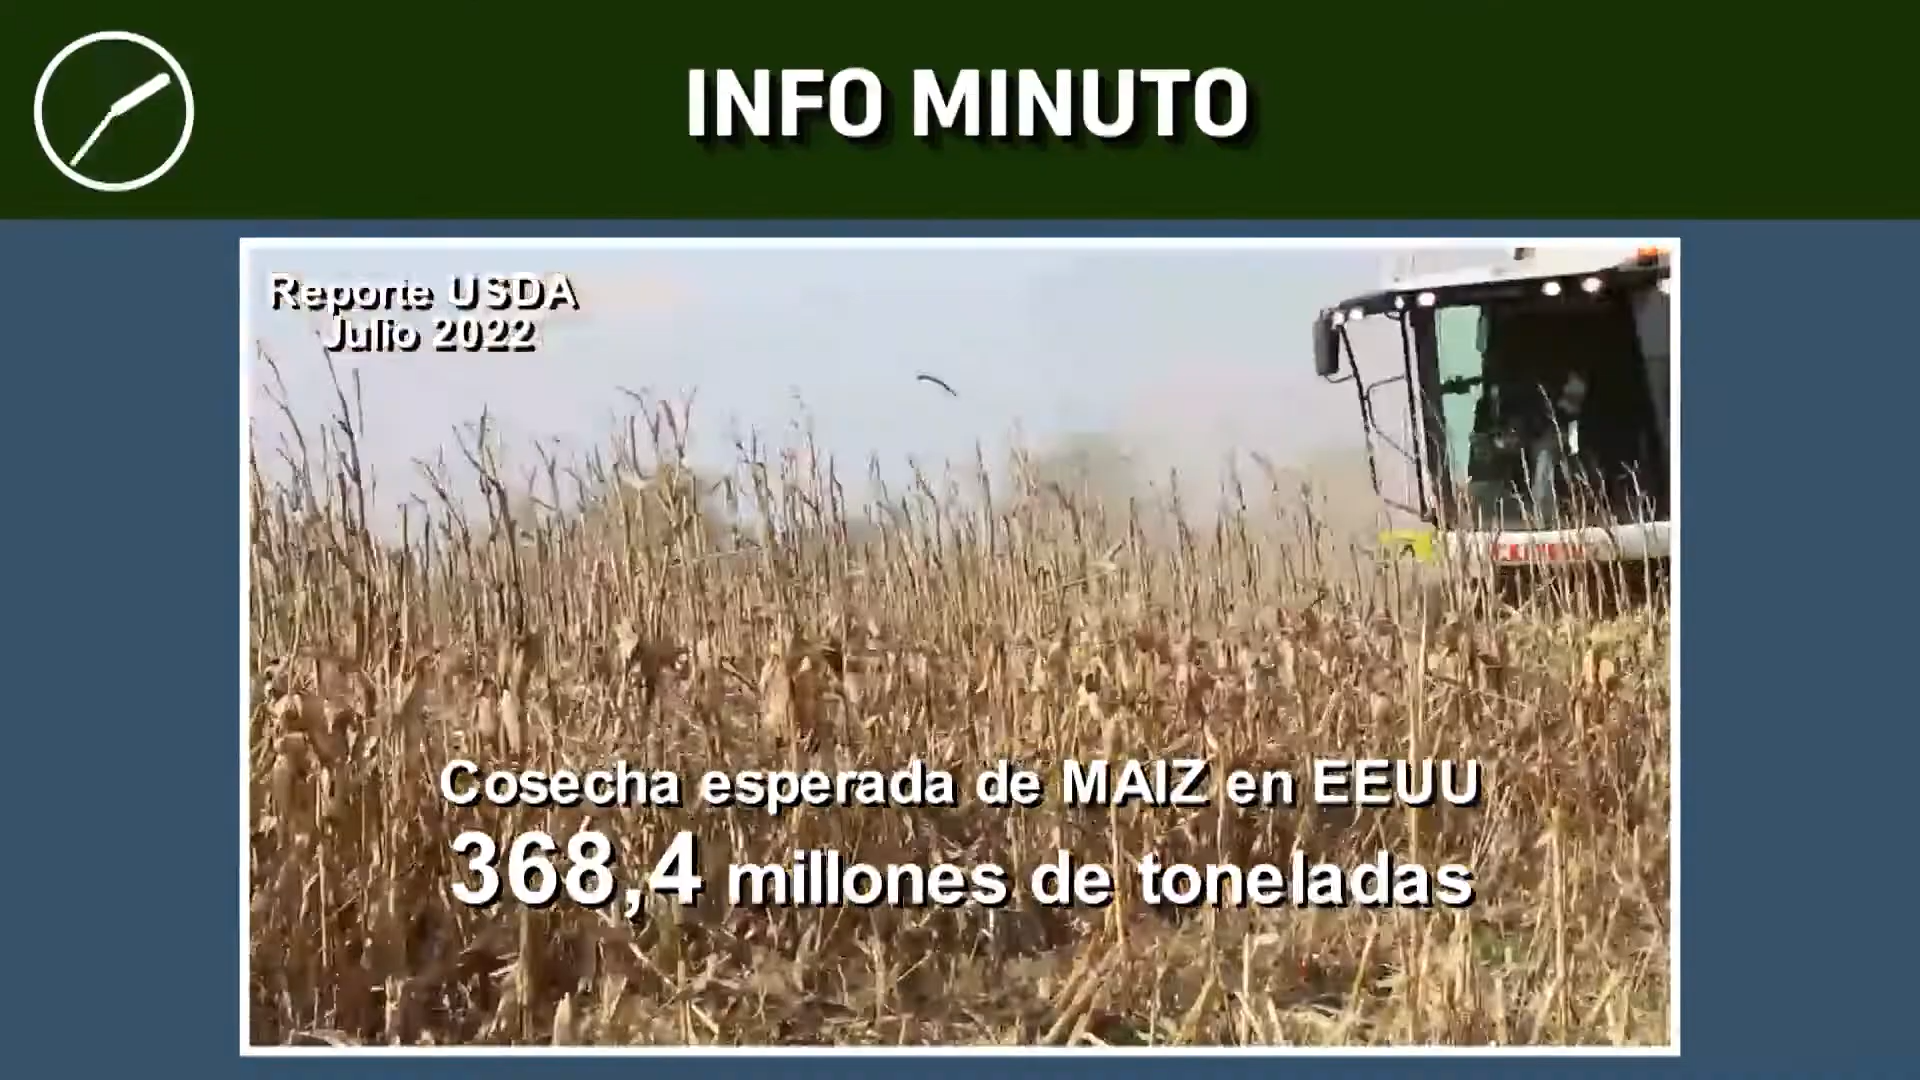 INFO MINUTO
Reporte USDA
Julio 2022
Cosecha esperada de MAIZ en EEUU
368,4 millones de toneladas